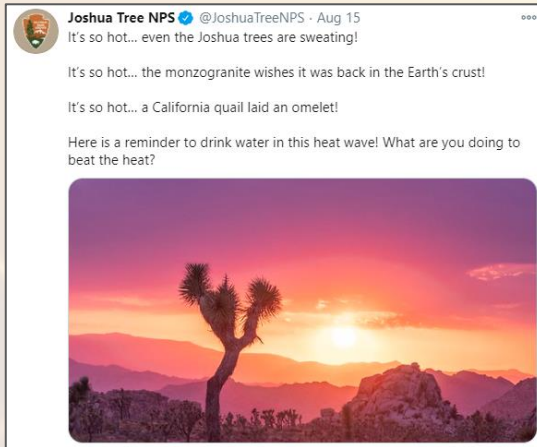 Joshua Tree NPS @JoshuaTreeNPS · Aug 15
It's so hot... even the Joshua trees are sweating!
It's so hot... the monzogranite wishes it was back in the Earth's crust!
It's so hot... a California quail laid an omelet!
Here is a reminder to drink water in this heat wave! What are you doing to
beat the heat?